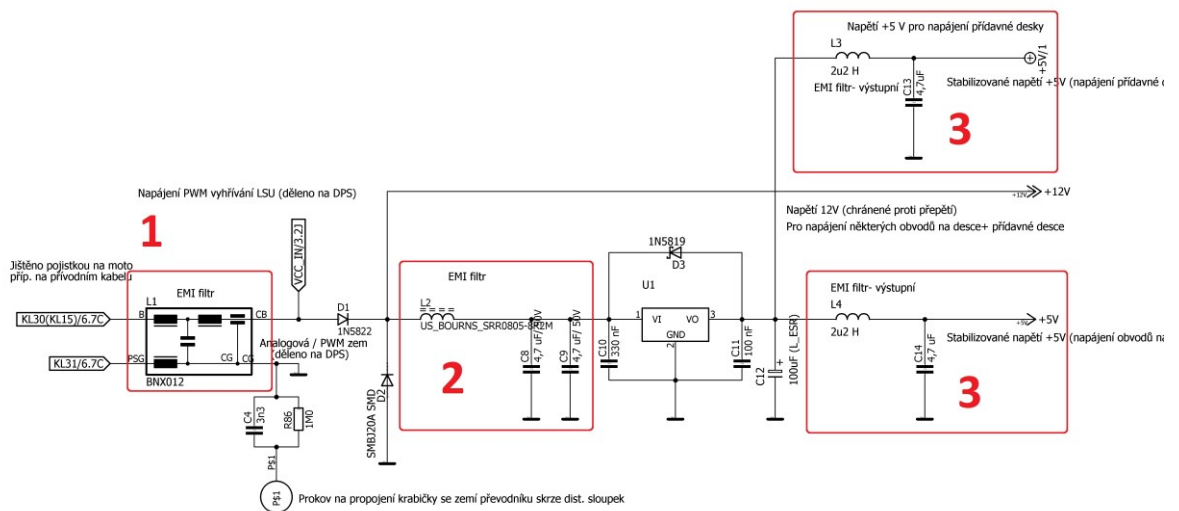 Napětí +5 V pro napájení přídavné desky
L3
2u2 H
EMI filtr- výstupní
C13
4,7uF
+5V/1
Stabilizované napětí +5V (napájení přídavné
3
Napájení PWM vyhřívání LSU (děleno na DPS)
1
VCC_IN/3.2J
+12V
+12V
Napětí 12V (chránené proti přepětí)
Pro napájení některých obvodů na desce+ přídavné desce
Jištěno pojistkou na moto
příp. na přívodním kabelu
L1
EMI filtr
KL30(KL15)/6.7C
B
CB
KL31/6.7C
PSG
CG
CG
BNX012
Analogová / PWM zem
(děleno na DPS)
D1
1N5822
D2
SMBJ20A SMD
EMI filtr
L2
US_BOURNS_SRR0805-8R2M
2
C8
4,7 uF/ 50V
C9
4,7 uF/ 50V
1N5819
D3
U1
VI
VO
GND
1
3
2
C10
330 nF
C11
100 nF
C12
100uF (L_ESR)
+
EMI filtr- výstupní
L4
2u2 H
+5V
+5V
Stabilizované napětí +5V (napájení obvodů na
C14
4,7 uF
3
C4
3n3
R86
1M0
P$1
P$1
Prokov na propojení krabičky se zemí převodníku skrze dist. sloupek